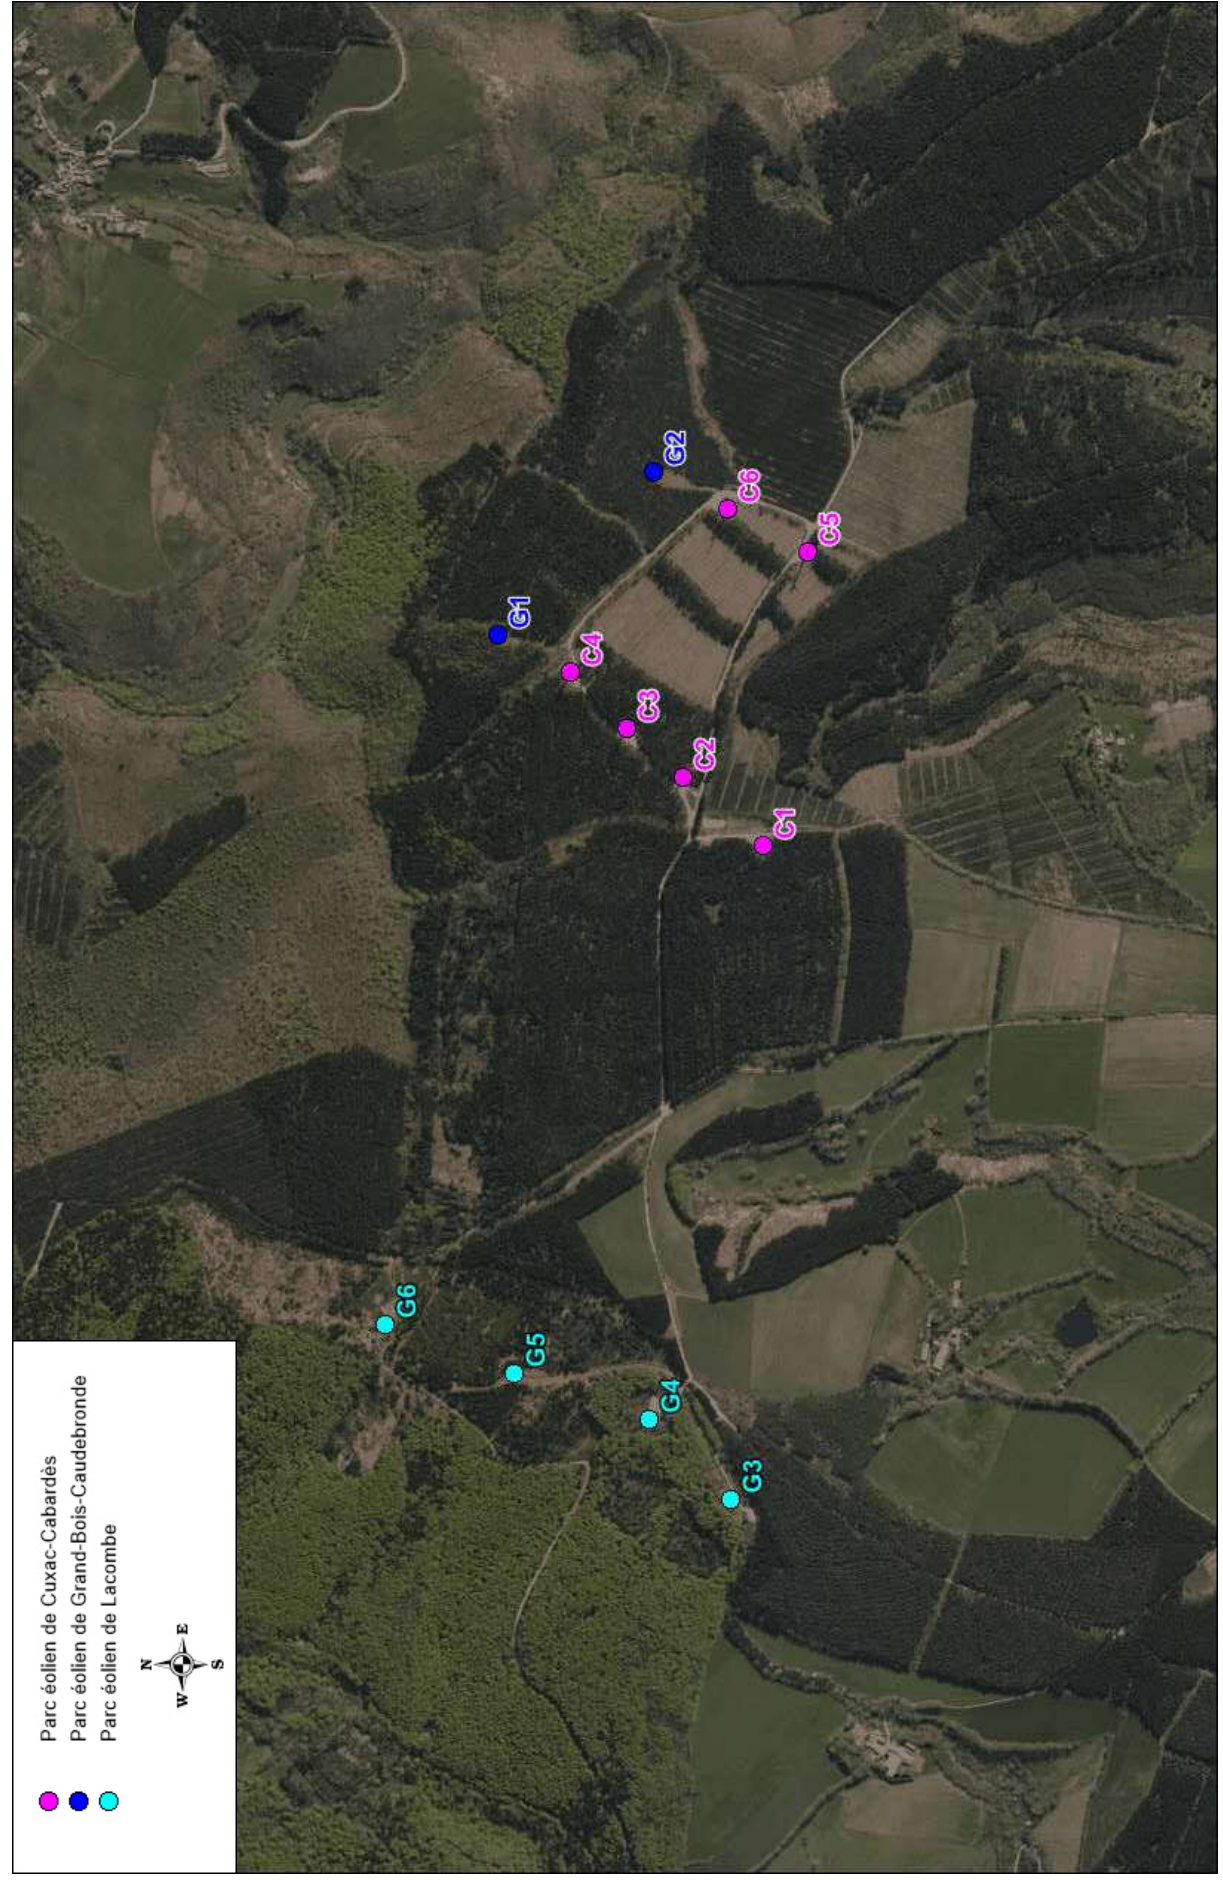 Parc éolien de Cuxac-Cabardès
Parc éolien de Grand-Bois-Caudebronde
Parc éolien de Lacombe
N
W
E
S
G6
G5
G4
G3
G1
G2
C4
C3
C2
C1
C6
C5